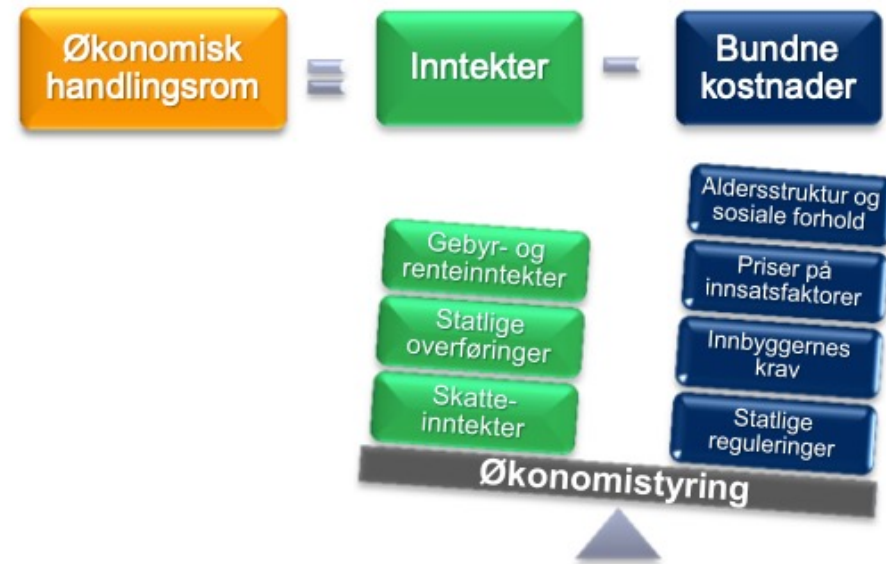 Økonomisk
handlingsrom
=
Inntekter
-
Bundne
kostnader
Gebyr- og
renteinntekter
Statlige
overføringer
Skatte-
inntekter
Aldersstruktur og
sosiale forhold
Priser på
innsatsfaktorer
Innbyggernes
krav
Statlige
reguleringer
Økonomistyring